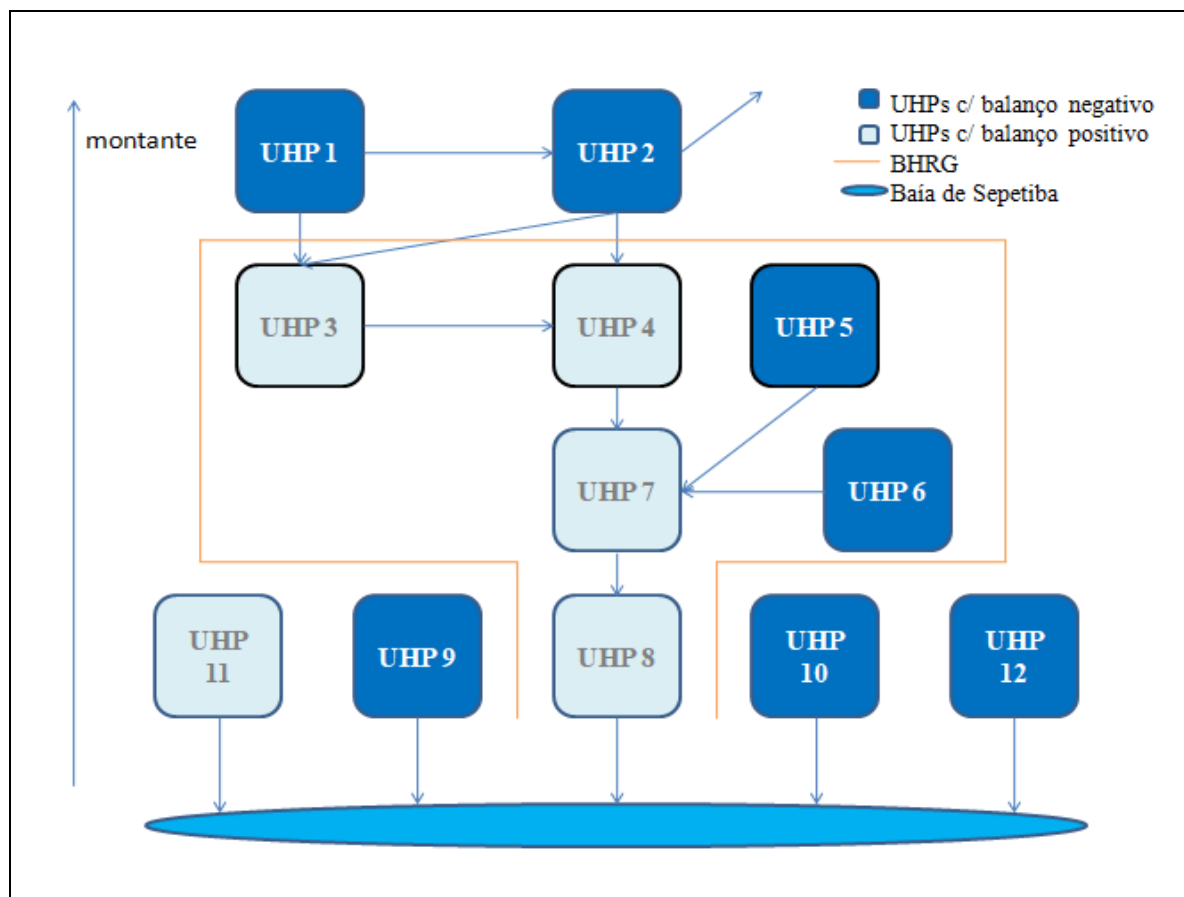 montante
UHP 1
UHP 2
UHPs c/ balanço negativo
UHPs c/ balanço positivo
BHRG
Baía de Sepetiba
UHP 3
UHP 4
UHP 5
UHP 7
UHP 6
UHP
11
UHP 9
UHP 8
UHP
10
UHP
12